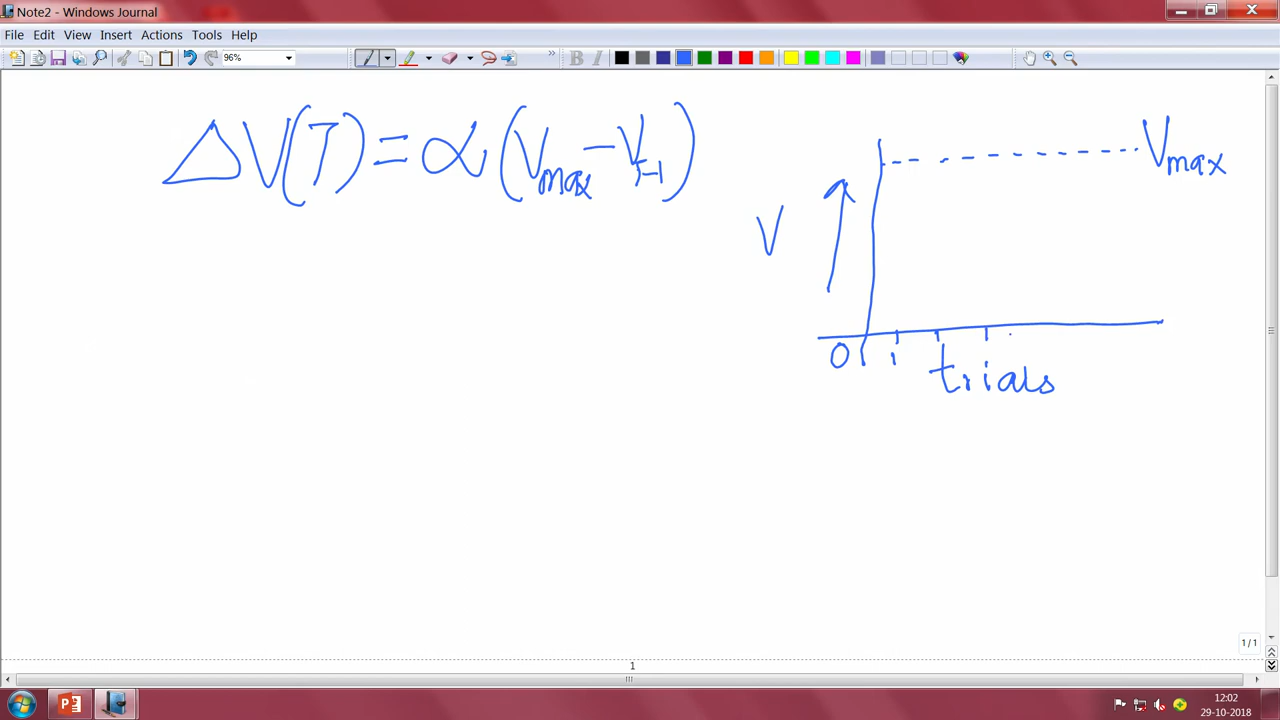 Note2 - Windows Journal
File Edit View Insert Actions Tools Help
96%
B I
ΔV(T) = α(Vmax - VT-1)
Vmax
V
0 1
trials
1/1
1
12:02
29-10-2018